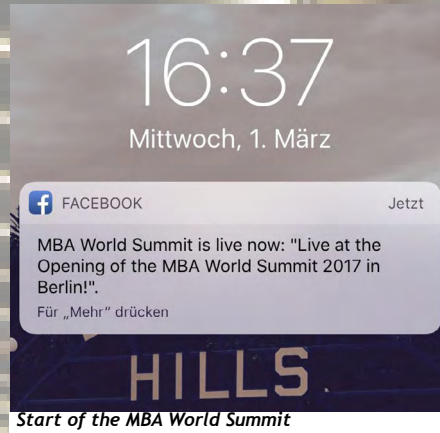 16:37
Mittwoch, 1. März
FACEBOOK Jetzt
MBA World Summit is live now: "Live at the
Opening of the MBA World Summit 2017 in
Berlin!".
Für „Mehr“ drücken
HILLS
Start of the MBA World Summit